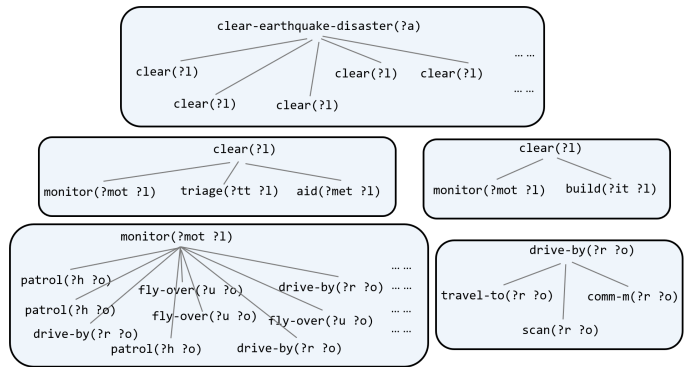 clear-earthquake-disaster(?a)
... ...
clear(?l)
clear(?l)
clear(?l)
... ...
clear(?l)
clear(?l)
clear(?l)
monitor(?mot ?l)
triage(?tt ?l)
aid(?met ?l)
clear(?l)
monitor(?mot ?l)
build(?it ?l)
monitor(?mot ?l)
... ...
patrol(?h ?o)
fly-over(?u ?o)
drive-by(?r ?o)
... ...
patrol(?h ?o)
fly-over(?u ?o)
fly-over(?u ?o)
... ...
drive-by(?r ?o)
... ...
patrol(?h ?o)
drive-by(?r ?o)
drive-by(?r ?o)
travel-to(?r ?o)
comm-m(?r ?o)
scan(?r ?o)